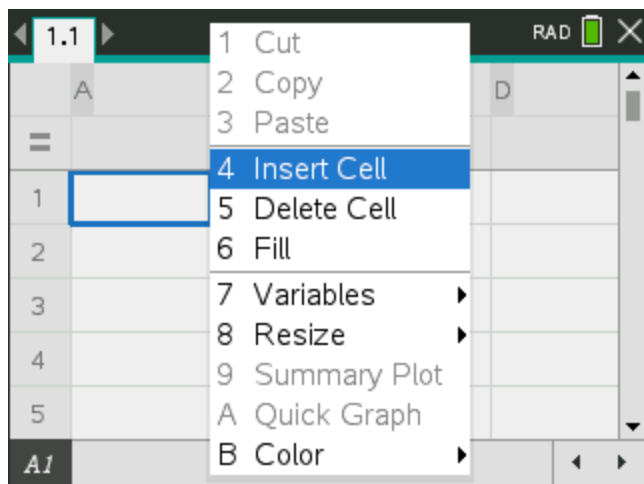 1.1 RAD
A D
=
1
2
3
4
5
A1
1 Cut
2 Copy
3 Paste
4 Insert Cell
5 Delete Cell
6 Fill
7 Variables
8 Resize
9 Summary Plot
A Quick Graph
B Color